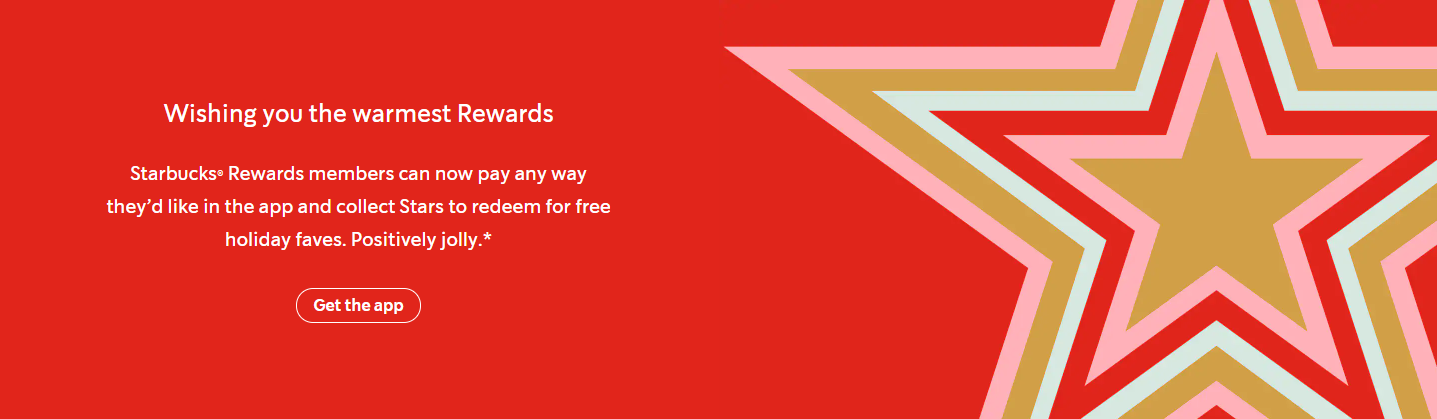 Wishing you the warmest Rewards
Starbucks® Rewards members can now pay any way
they’d like in the app and collect Stars to redeem for free
holiday faves. Positively jolly.*
Get the app